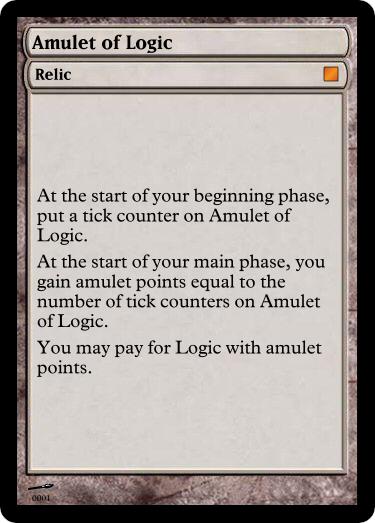 Amulet of Logic
Relic
At the start of your beginning phase,
put a tick counter on Amulet of
Logic.
At the start of your main phase, you
gain amulet points equal to the
number of tick counters on Amulet
of Logic.
You may pay for Logic with amulet
points.
0001